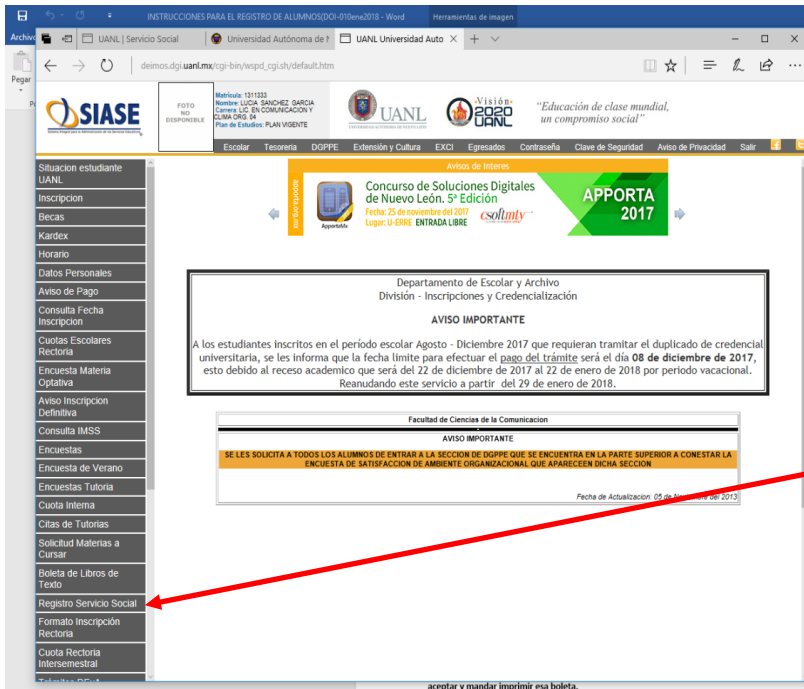 INSTRUCCIONES PARA EL REGISTRO DE ALUMNOS(DOI-010ene2018 - Word
Herramientas de imagen
Archivo
UANL | Servicio Social
Universidad Autónoma de N
UANL Universidad Auto
Pegar
deimos.dgi.uanl.mx/cgi-bin/wspd_cgi.sh/default.htm
SIASE
FOTO
NO
DISPONIBLE
Matricula: 1311333
Nombre: LUCIA SANCHEZ GARCIA
Carrera: LIC. EN COMUNICACION Y
CLIMA ORG. 04
Plan de Estudios: PLAN VIGENTE
UANL
UNIVERSIDAD AUTÓNOMA DE NUEVO LEÓN
Visión
2020
UANL
"Educación de clase mundial,
un compromiso social"
Escolar Tesoreria DGPPE Extensión y Cultura EXCI Egresados Contraseña Clave de Seguridad Aviso de Privacidad Salir
Situacion estudiante
UANL
Inscripcion
Becas
Kardex
Horario
Datos Personales
Aviso de Pago
Consulta Fecha
Inscripcion
Cuotas Escolares
Rectoria
Encuesta Materia
Optativa
Aviso Inscripcion
Definitiva
Consulta IMSS
Encuestas
Encuesta de Verano
Encuestas Tutoria
Cuota Interna
Citas de Tutorias
Solicitud Materias a
Cursar
Boleta de Libros de
Texto
Registro Servicio Social
Formato Inscripción
Rectoria
Cuota Rectoria
Intersemestral
Avisos de Interes
apporta.org.mx
ApportaMx
Concurso de Soluciones Digitales
de Nuevo León. 5ª Edición
Fecha: 25 de noviembre del 2017
Lugar: U-ERRE ENTRADA LIBRE
csoftmty
APPORTA
2017
Departamento de Escolar y Archivo
División - Inscripciones y Credencialización
AVISO IMPORTANTE
A los estudiantes inscritos en el período escolar Agosto - Diciembre 2017 que requieran tramitar el duplicado de credencial
universitaria, se les informa que la fecha limite para efectuar el pago del trámite será el día 08 de diciembre de 2017,
esto debido al receso academico que será del 22 de diciembre de 2017 al 22 de enero de 2018 por periodo vacacional.
Reanudando este servicio a partir del 29 de enero de 2018.
Facultad de Ciencias de la Comunicacion
AVISO IMPORTANTE
SE LES SOLICITA A TODOS LOS ALUMNOS DE ENTRAR A LA SECCION DE DGPPE QUE SE ENCUENTRA EN LA PARTE SUPERIOR A CONESTAR LA
ENCUESTA DE SATISFACCION DE AMBIENTE ORGANIZACIONAL QUE APARECEEN DICHA SECCION
Fecha de Actualizacion: 05 de Noviembre del 2013
aceptar y mandar imprimir esa boleta.